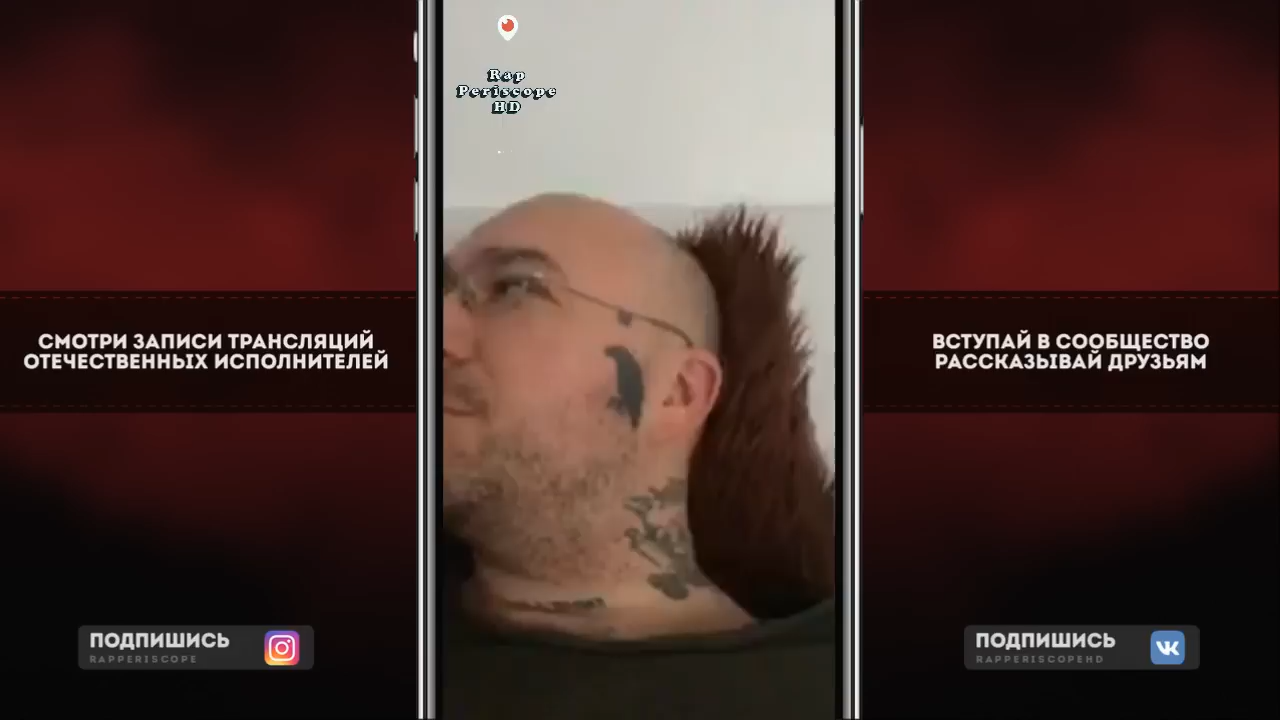 Rap
Periscope
HD
СМОТРИ ЗАПИСИ ТРАНСЛЯЦИЙ
ОТЕЧЕСТВЕННЫХ ИСПОЛНИТЕЛЕЙ
ВСТУПАЙ В СООБЩЕСТВО
РАССКАЗЫВАЙ ДРУЗЬЯМ
ПОДПИШИСЬ
RAPPERISCOPE
ПОДПИШИСЬ
RAPPERISCOPEHD